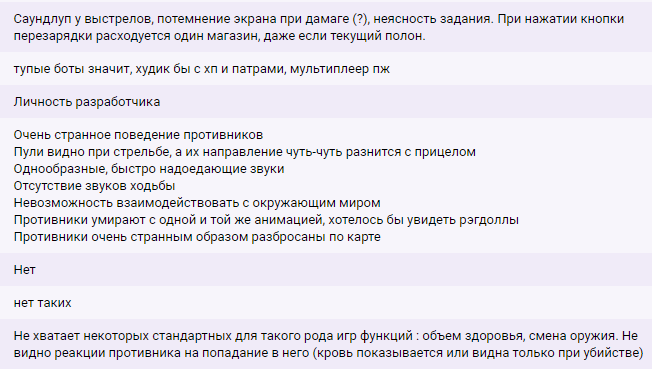 Саундлуп у выстрелов, потемнение экрана при дамаге (?), неясность задания. При нажатии кнопки
перезарядки расходуется один магазин, даже если текущий полон.
тупые боты значит, худик бы с хп и патрами, мультиплеер пж
Личность разработчика
Очень странное поведение противников
Пули видно при стрельбе, а их направление чуть-чуть разнится с прицелом
Однообразные, быстро надоедающие звуки
Отсутствие звуков ходьбы
Невозможность взаимодействовать с окружающим миром
Противники умирают с одной и той же анимацией, хотелось бы увидеть рэгдоллы
Противники очень странным образом разбросаны по карте
Нет
нет таких
Не хватает некоторых стандартных для такого рода игр функций : объем здоровья, смена оружия. Не
видно реакции противника на попадание в него (кровь показывается или видна только при убийстве)